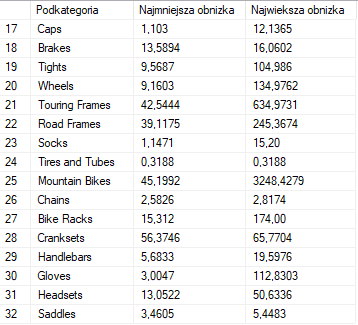 Podkategoria Najmniejsza obnizka Najwieksza obnizka
17 Caps 1,103 12,1365
18 Brakes 13,5894 16,0602
19 Tights 9,5687 104,986
20 Wheels 9,1603 134,9762
21 Touring Frames 42,5444 634,9731
22 Road Frames 39,1175 245,3674
23 Socks 1,1471 15,20
24 Tires and Tubes 0,3188 0,3188
25 Mountain Bikes 45,1992 3248,4279
26 Chains 2,5826 2,8174
27 Bike Racks 15,312 174,00
28 Cranksets 56,3746 65,7704
29 Handlebars 5,6833 19,5976
30 Gloves 3,0047 112,8303
31 Headsets 13,0522 50,6336
32 Saddles 3,4605 5,4483